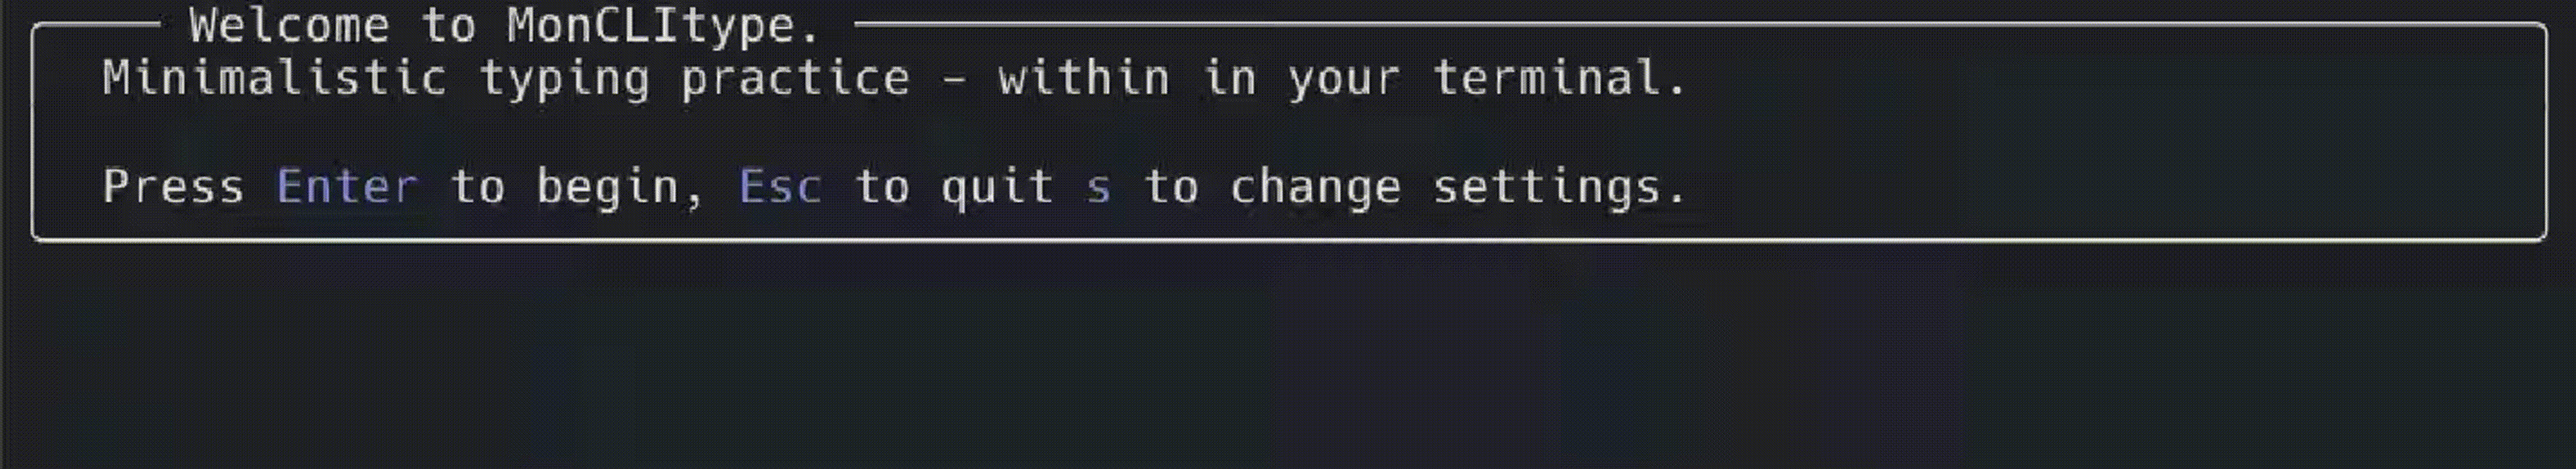 Welcome to MonCLItype.
Minimalistic typing practice – within in your terminal.
Press Enter to begin, Esc to quit s to change settings.